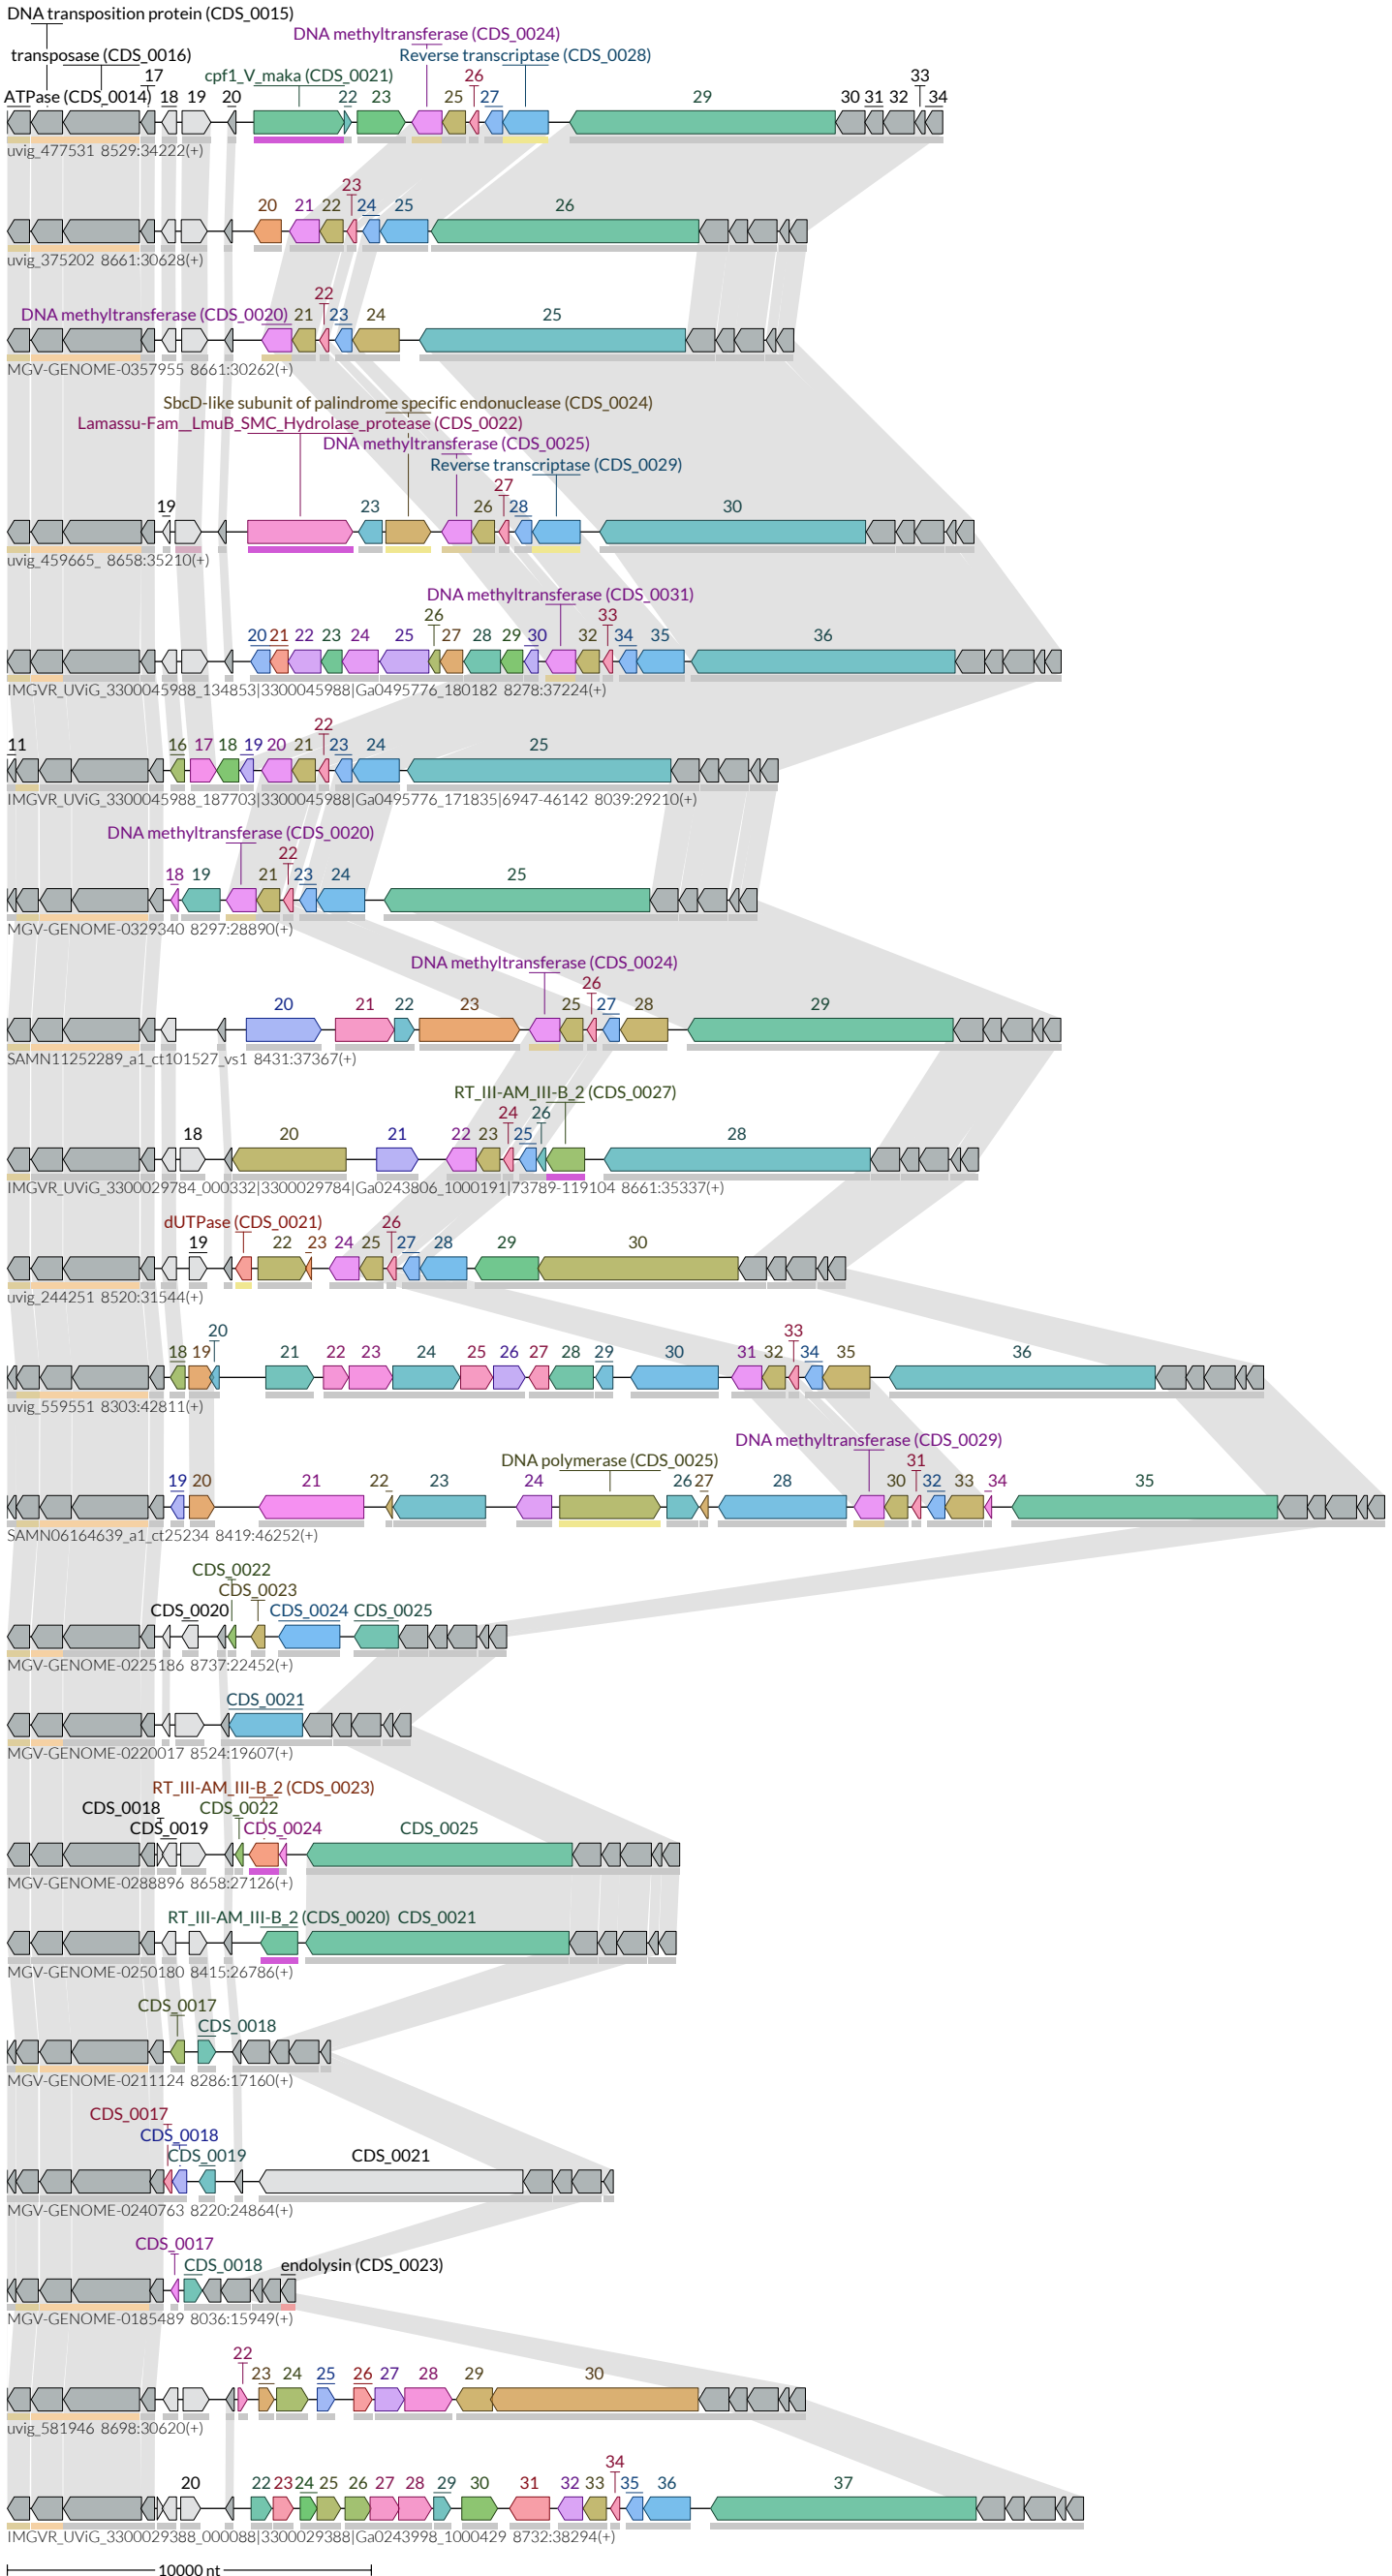 DNA transposition protein (CDS_0015)
DNA methyltransferase (CDS_0024)
transposase (CDS_0016) Reverse transcriptase (CDS_0028)
17 cpf1_V_maka (CDS_0021) 26 33
ATPase (CDS_0014) 18 19 20 22 23 25 27 29 30 31 32 34
uvig_477531 8529:34222(+)
23
20 21 22 24 25 26
uvig_375202 8661:30628(+)
22
DNA methyltransferase (CDS_0020) 21 23 24 25
MGV-GENOME-0357955 8661:30262(+)
SbcD-like subunit of palindrome specific endonuclease (CDS_0024)
Lamassu-Fam__LmuB_SMC_Hydrolase_protease (CDS_0022)
DNA methyltransferase (CDS_0025)
Reverse transcriptase (CDS_0029)
27
19 23 26 28 30
uvig_459665_ 8658:35210(+)
DNA methyltransferase (CDS_0031)
26 33
20 21 22 23 24 25 27 28 29 30 32 34 35 36
IMGVR_UViG_3300045988_134853|3300045988|Ga0495776_180182 8278:37224(+)
22
11 16 17 18 19 20 21 23 24 25
IMGVR_UViG_3300045988_187703|3300045988|Ga0495776_171835|6947-46142 8039:29210(+)
DNA methyltransferase (CDS_0020)
22
18 19 21 23 24 25
MGV-GENOME-0329340 8297:28890(+)
DNA methyltransferase (CDS_0024)
26
20 21 22 23 25 27 28 29
SAMN11252289_a1_ct101527_vs1 8431:37367(+)
RT_III-AM_III-B_2 (CDS_0027)
24 26
18 20 21 22 23 25 28
IMGVR_UViG_3300029784_000332|3300029784|Ga0243806_1000191|73789-119104 8661:35337(+)
dUTPase (CDS_0021) 26
19 22 23 24 25 27 28 29 30
uvig_244251 8520:31544(+)
20 33
18 19 21 22 23 24 25 26 27 28 29 30 31 32 34 35 36
uvig_559551 8303:42811(+)
DNA methyltransferase (CDS_0029)
DNA polymerase (CDS_0025) 31
19 20 21 22 23 24 26 27 28 30 32 33 34 35
SAMN06164639_a1_ct25234 8419:46252(+)
CDS_0022
CDS_0023
CDS_0020 CDS_0024 CDS_0025
MGV-GENOME-0225186 8737:22452(+)
CDS_0021
MGV-GENOME-0220017 8524:19607(+)
RT_III-AM_III-B_2 (CDS_0023)
CDS_0018 CDS_0022
CDS_0019 CDS_0024 CDS_0025
MGV-GENOME-0288896 8658:27126(+)
RT_III-AM_III-B_2 (CDS_0020) CDS_0021
MGV-GENOME-0250180 8415:26786(+)
CDS_0017
CDS_0018
MGV-GENOME-0211124 8286:17160(+)
CDS_0017
CDS_0018
CDS_0019 CDS_0021
MGV-GENOME-0240763 8220:24864(+)
CDS_0017
CDS_0018 endolysin (CDS_0023)
MGV-GENOME-0185489 8036:15949(+)
22
23 24 25 26 27 28 29 30
uvig_581946 8698:30620(+)
34
20 22 23 24 25 26 27 28 29 30 31 32 33 35 36 37
IMGVR_UViG_3300029388_000088|3300029388|Ga0243998_1000429 8732:38294(+)
10000 nt